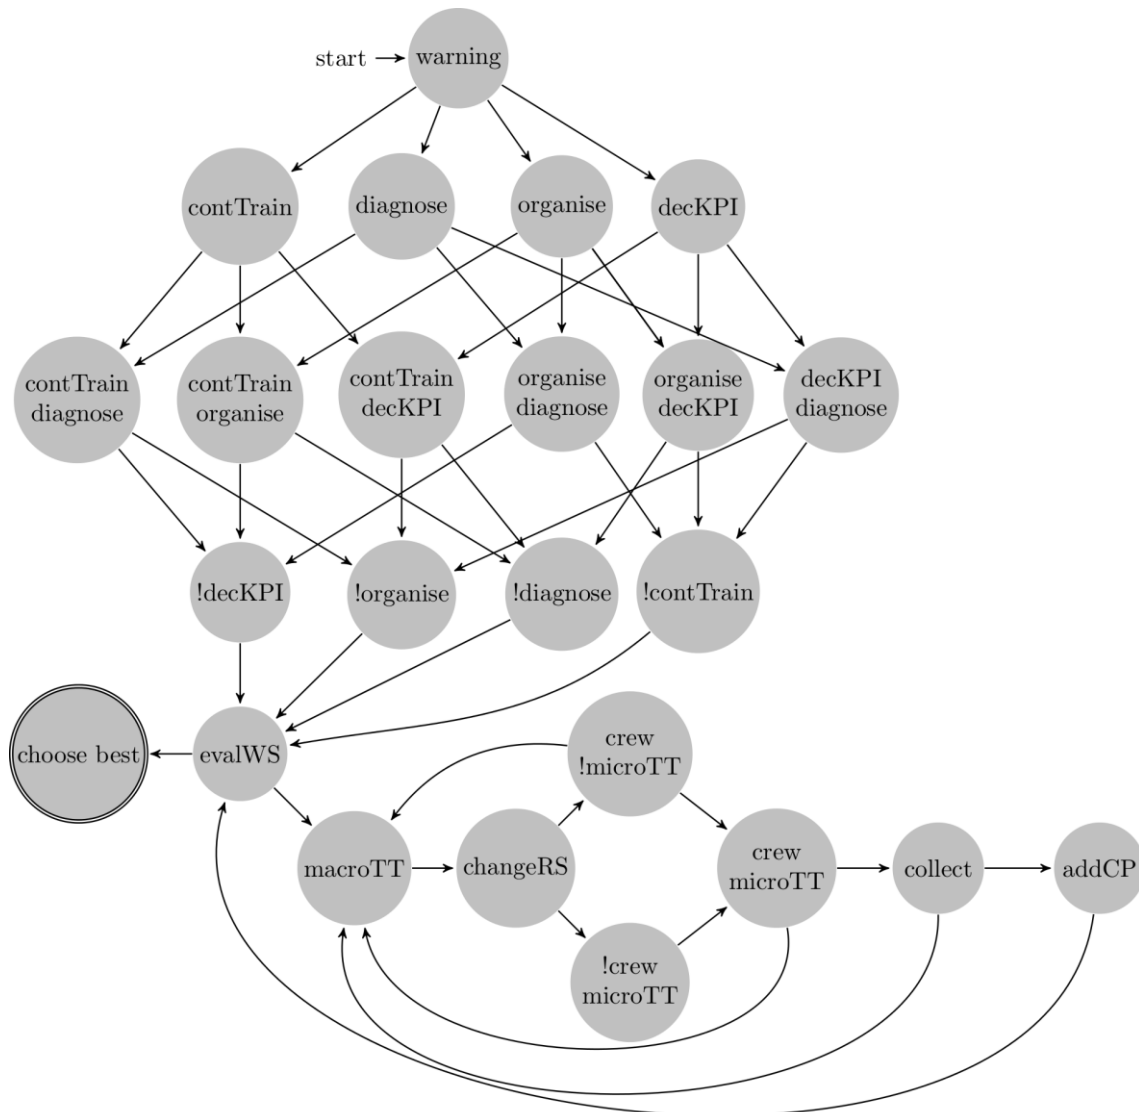 start
warning
contTrain
diagnose
organise
decKPI
contTrain
diagnose
contTrain
organise
contTrain
decKPI
organise
diagnose
organise
decKPI
decKPI
diagnose
!decKPI
!organise
!diagnose
!contTrain
choose best
evalWS
crew
!microTT
macroTT
changeRS
crew
microTT
collect
addCP
!crew
microTT